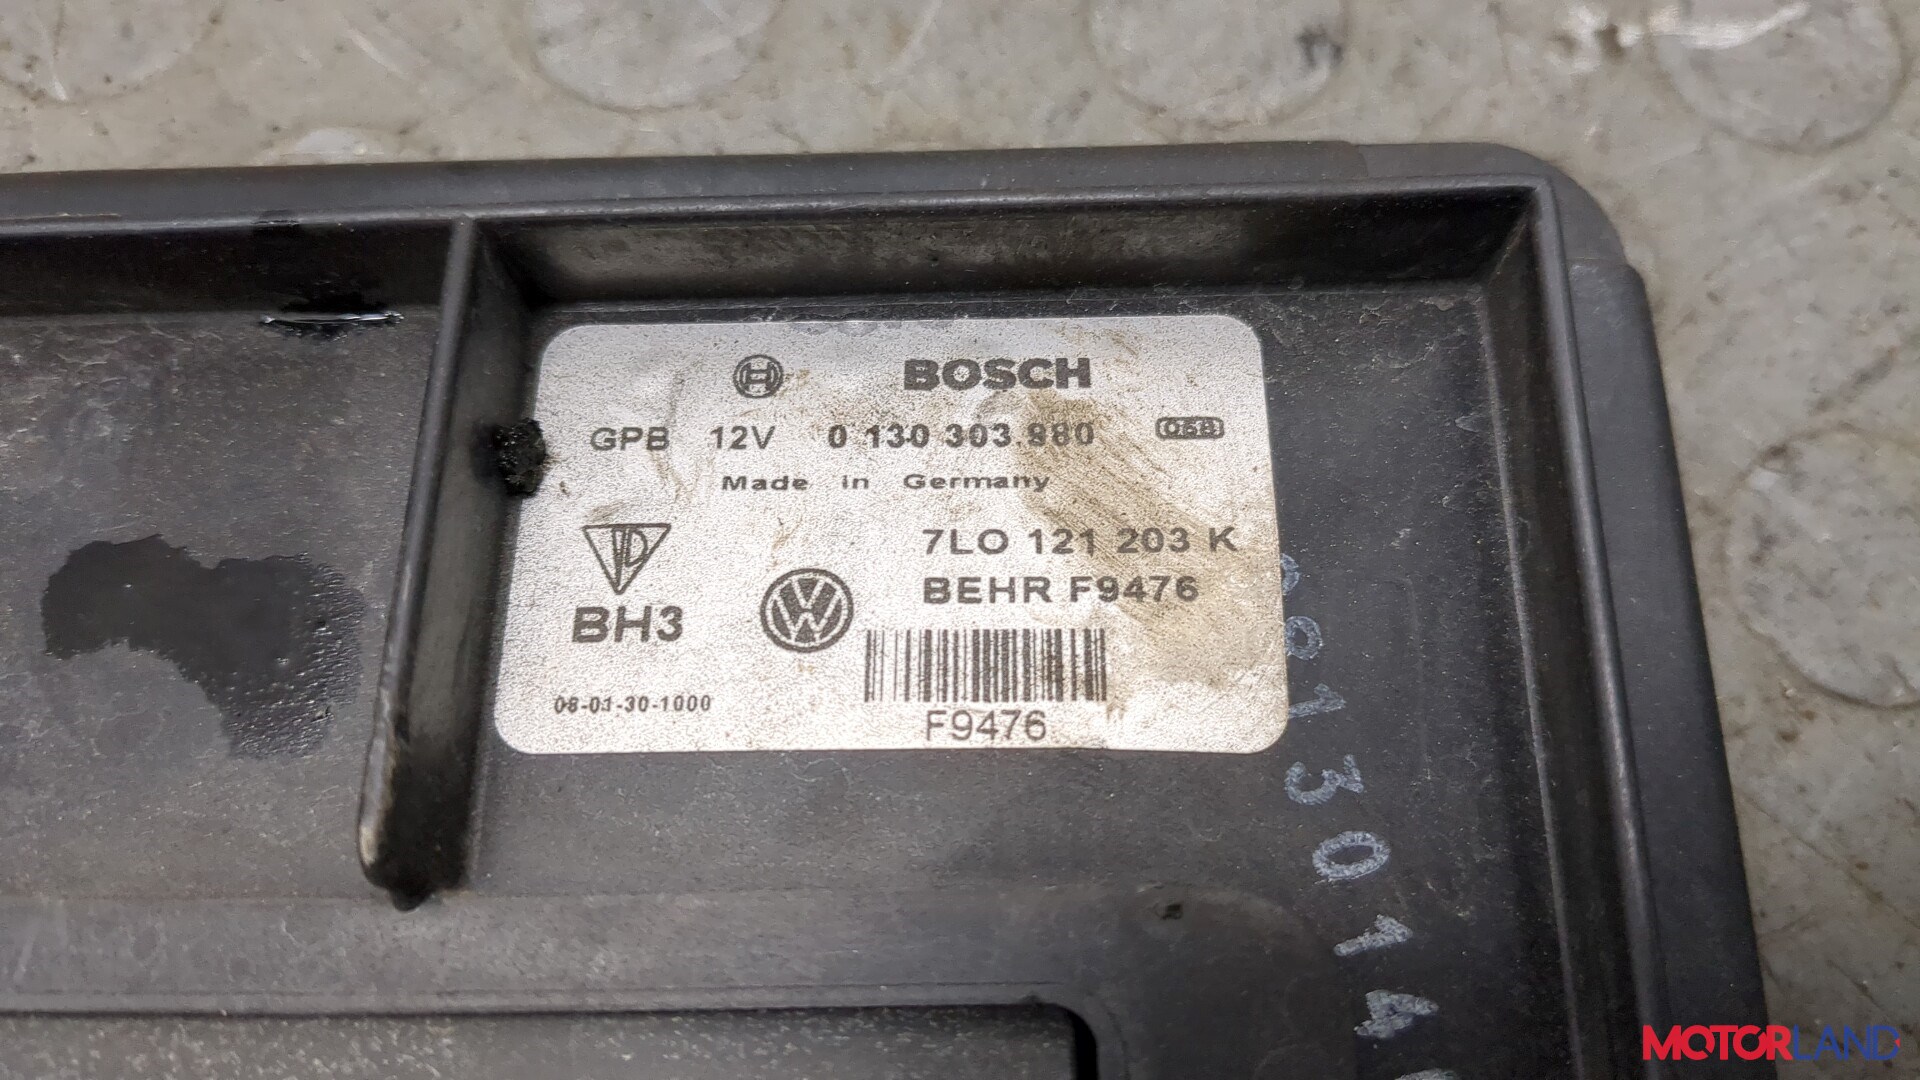 BOSCH
GPB 12V 0 130 303.980
Made in Germany
7LO 121 203 K
BEHR F9476
BH3
06-01-30-1000
F9476
MOTORLAND